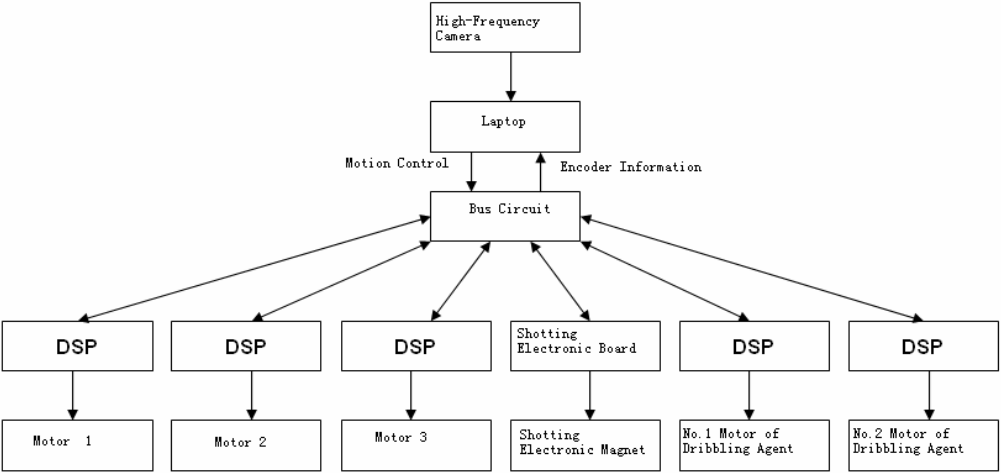 High-Frequency
Camera
Laptop
Motion Control
Encoder Information
Bus Circuit
DSP
DSP
DSP
Shotting
Electronic Board
DSP
DSP
Motor 1
Motor 2
Motor 3
Shotting
Electronic Magnet
No.1 Motor of
Dribbling Agent
No.2 Motor of
Dribbling Agent